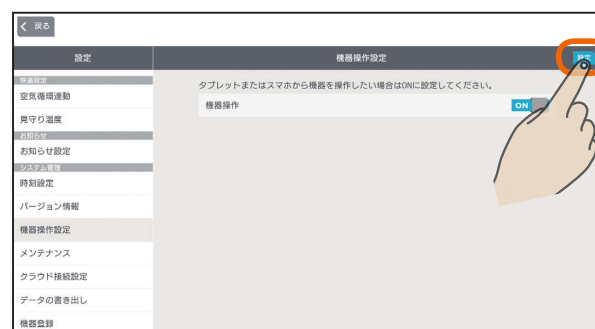 戻る
設定
機器操作設定
設定
快適設定
空気循環連動
見守り温度
お知らせ
お知らせ設定
システム管理
時刻設定
バージョン情報
機器操作設定
メンテナンス
クラウド接続設定
データの書き出し
機器登録
タブレットまたはスマホから機器を操作したい場合はONに設定してください。
機器操作
ON